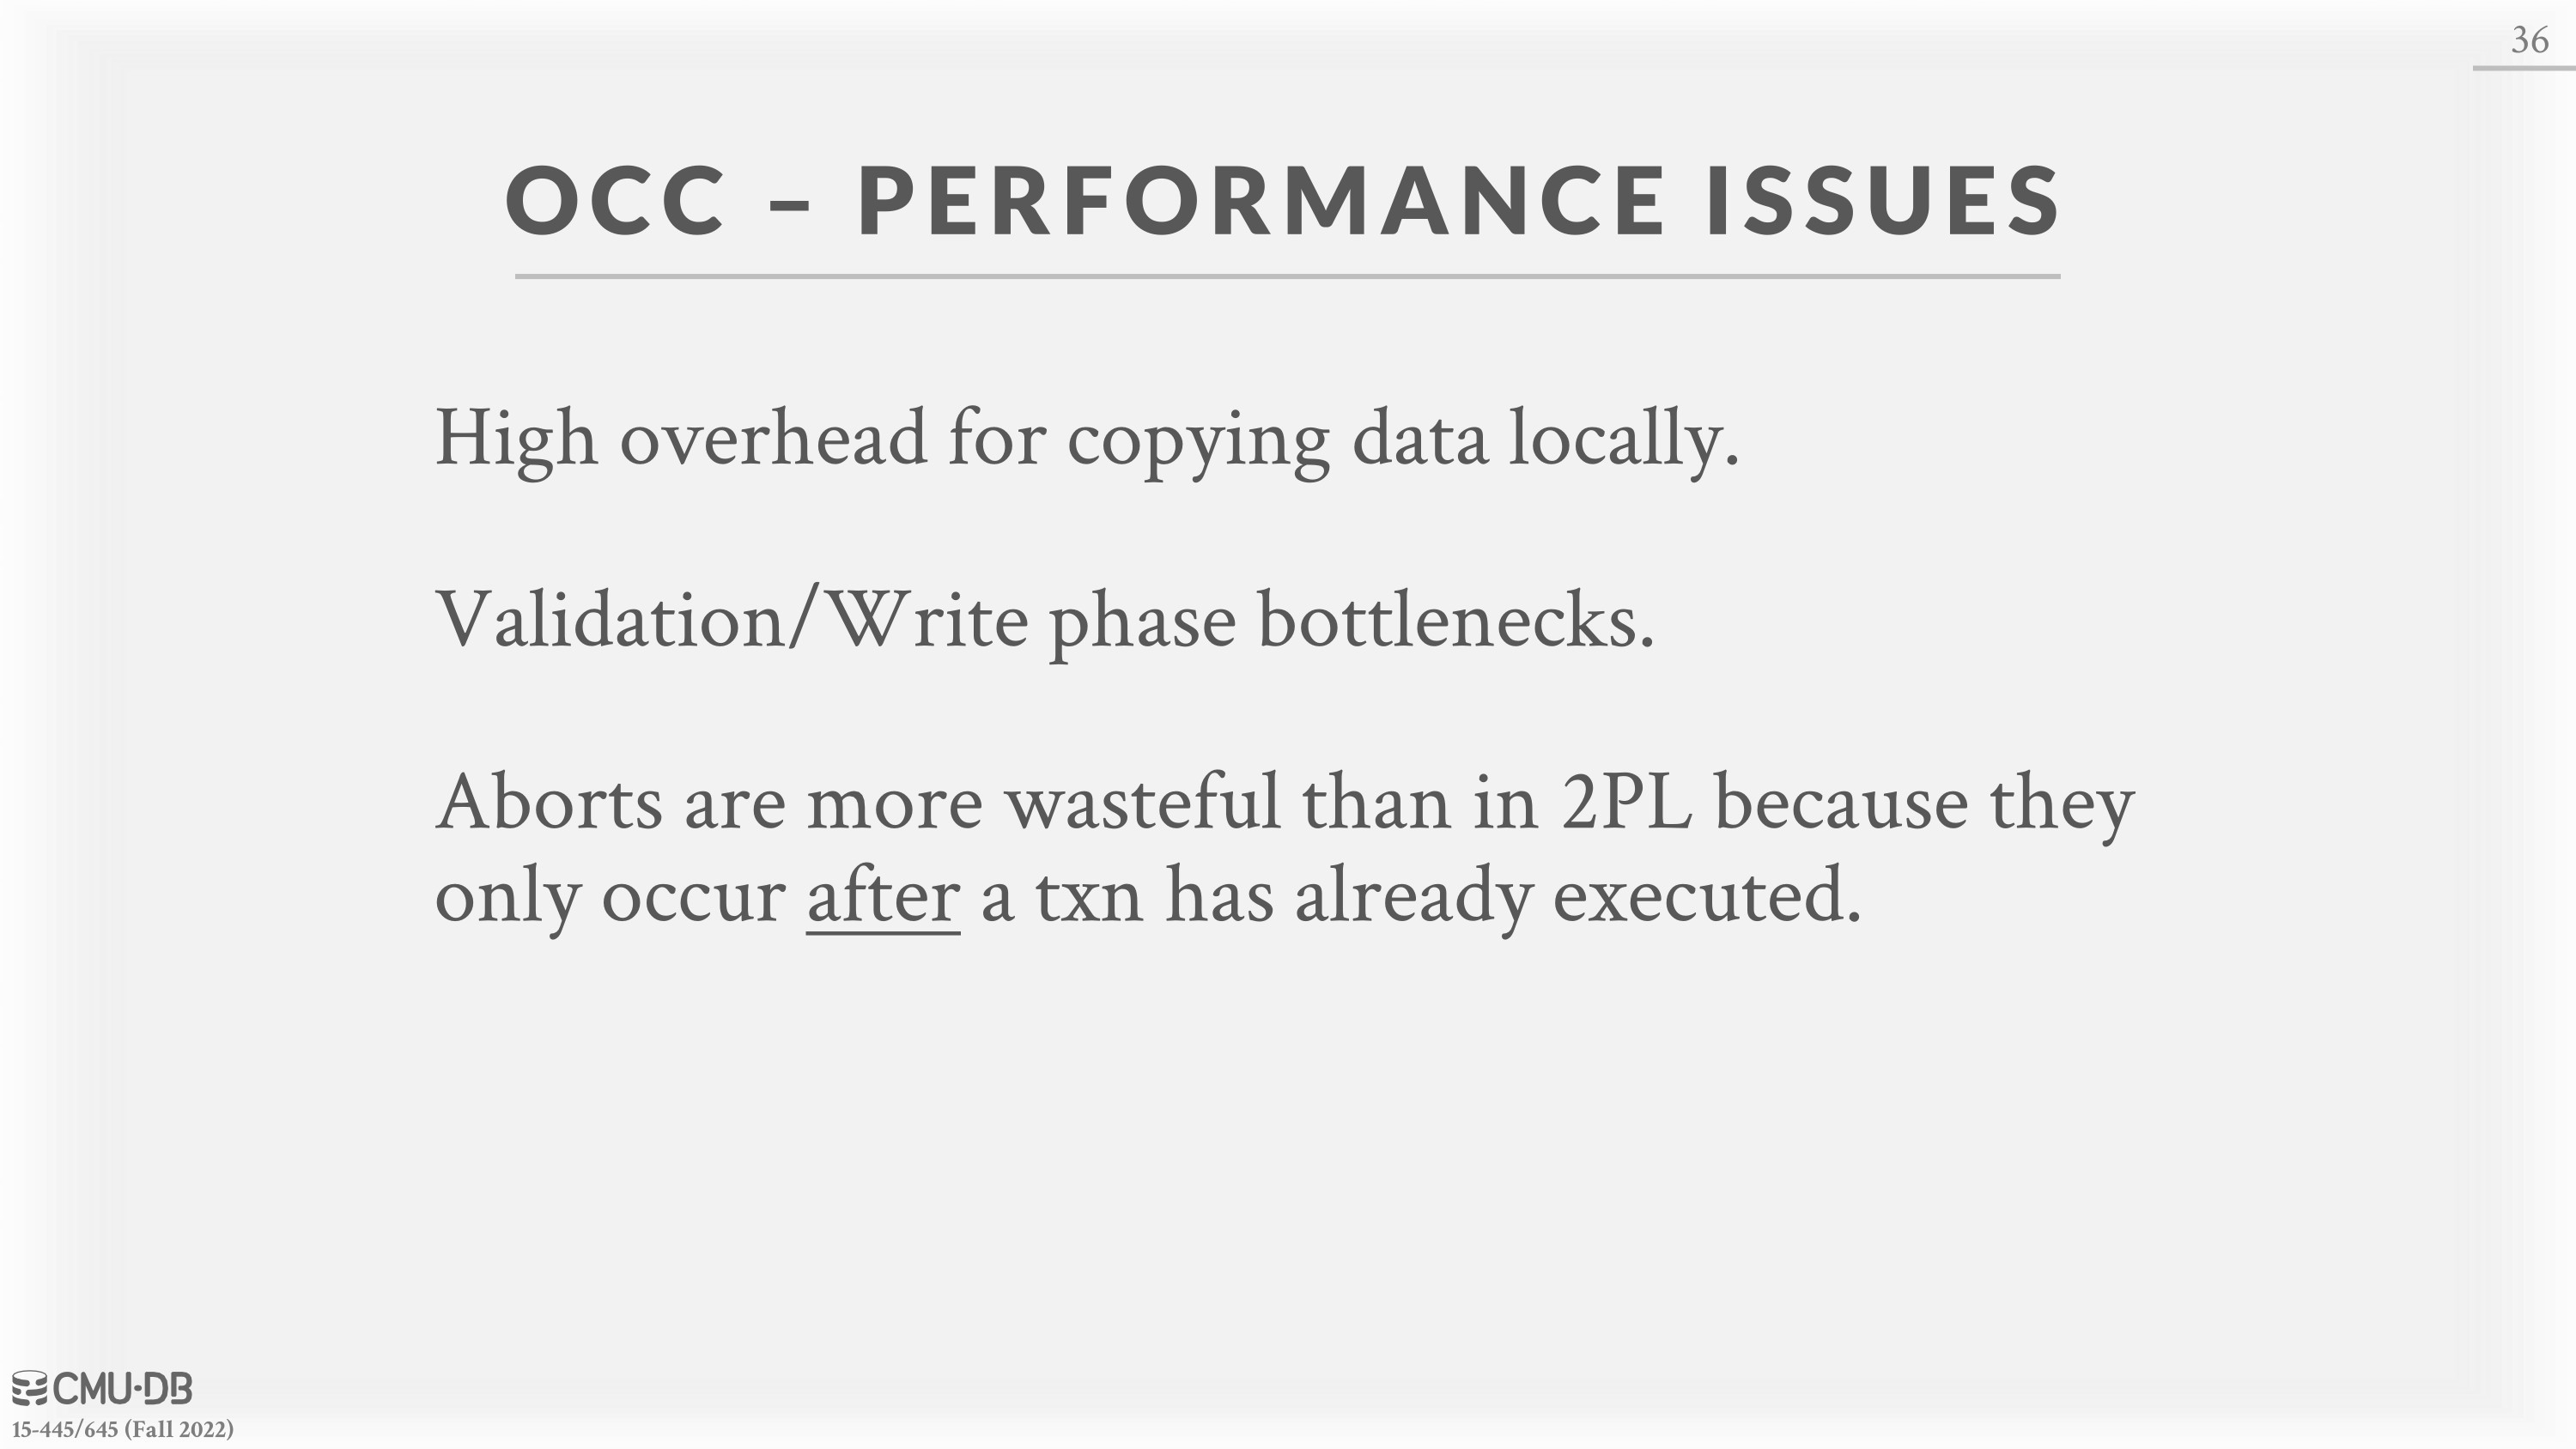 36
OCC – PERFORMANCE ISSUES
High overhead for copying data locally.
Validation/Write phase bottlenecks.
Aborts are more wasteful than in 2PL because they
only occur after a txn has already executed.
CMU·DB
15-445/645 (Fall 2022)